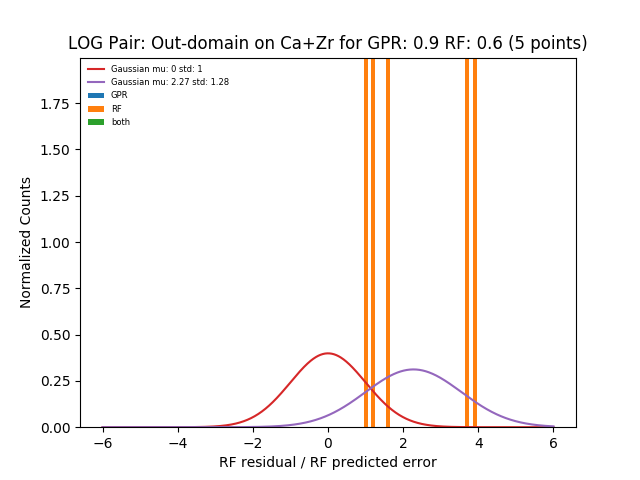 LOG Pair: Out-domain on Ca+Zr for GPR: 0.9 RF: 0.6 (5 points)
Gaussian mu: 0 std: 1
Gaussian mu: 2.27 std: 1.28
GPR
RF
both
1.75
1.50
1.25
1.00
0.75
0.50
0.25
0.00
Normalized Counts
−6
−4
−2
0
2
4
6
RF residual / RF predicted error